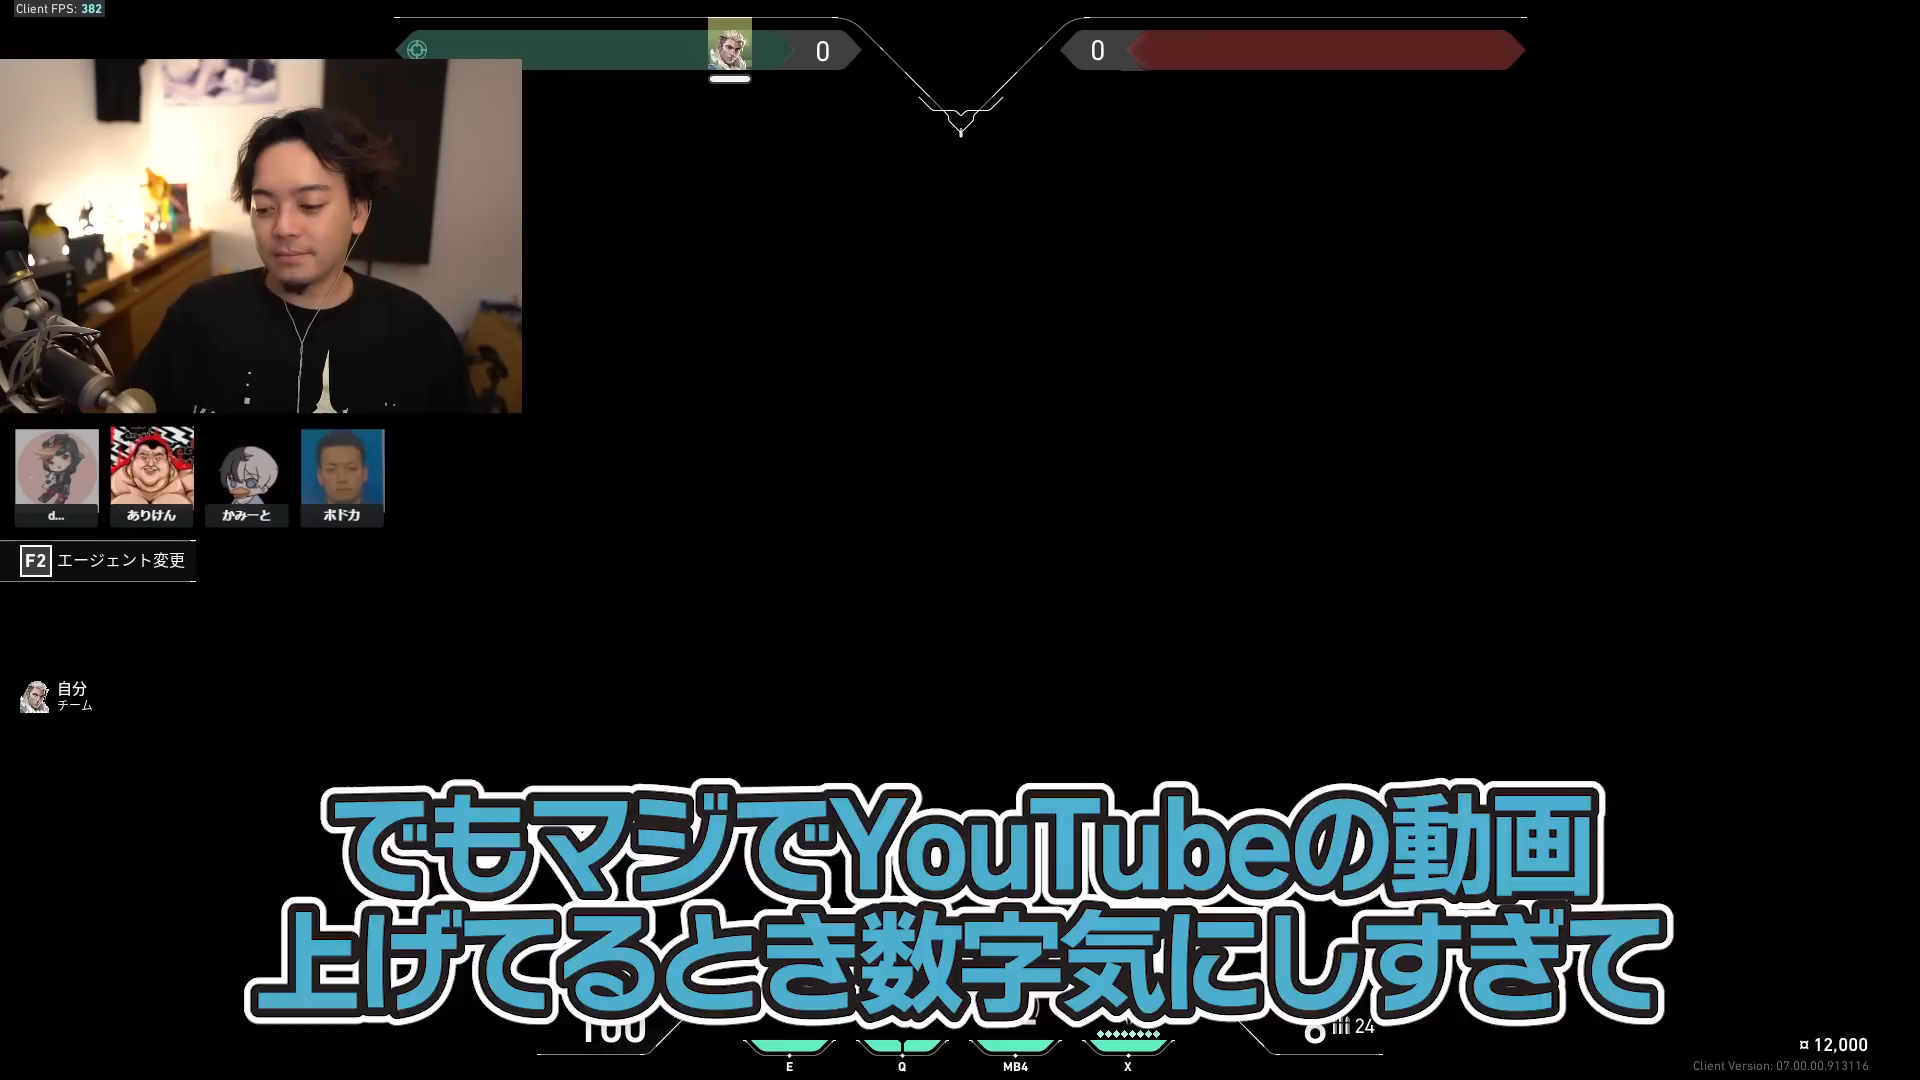 Client FPS: 382
0
0
d...
ありけん
かみーと
ボドカ
F2 エージェント変更
自分
チーム
でもマジでYouTubeの動画
上げてるとき数字気にしすぎて
100
24
E
Q
MB4
X
¤ 12,000
Client Version: 07.00.00.913116